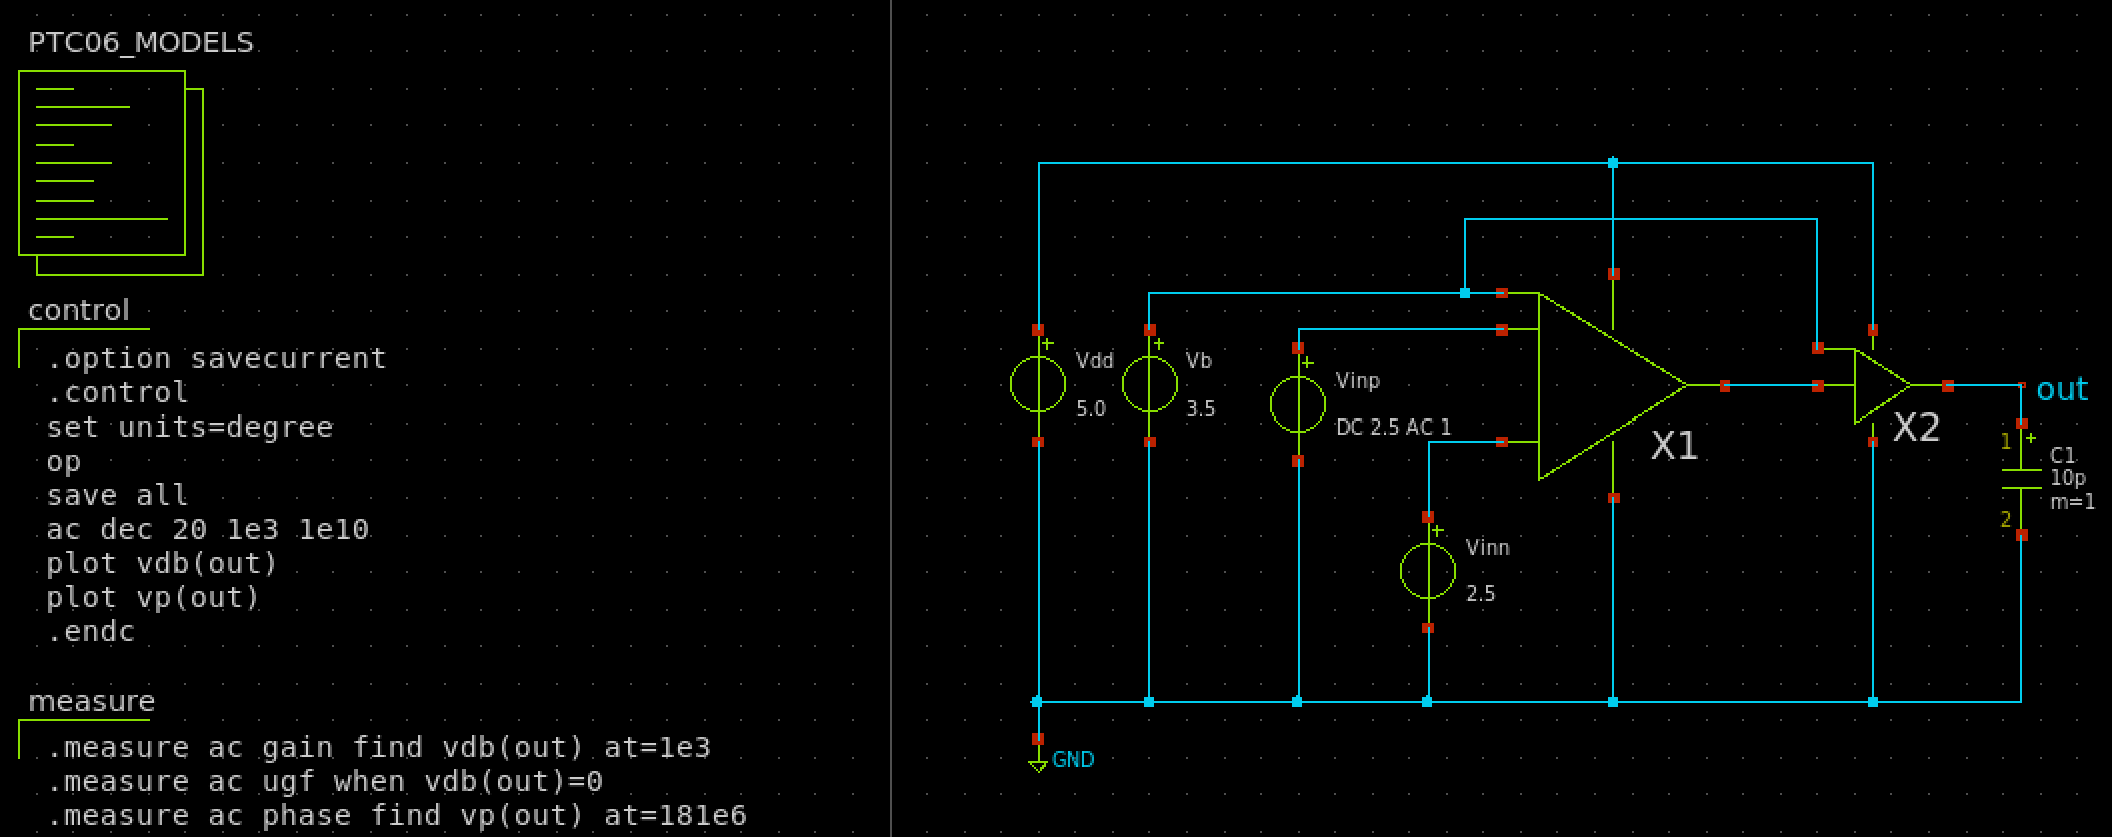 PTC06_MODELS
control
.option savecurrent
.control
set units=degree
op
save all
ac dec 20 1e3 1e10
plot vdb(out)
plot vp(out)
.endc
measure
.measure ac gain find vdb(out) at=1e3
.measure ac ugf when vdb(out)=0
.measure ac phase find vp(out) at=181e6
Vdd
5.0
Vb
3.5
Vinp
DC 2.5 AC 1
Vinn
2.5
X1
X2
out
1
C1
10p
m=1
2
GND